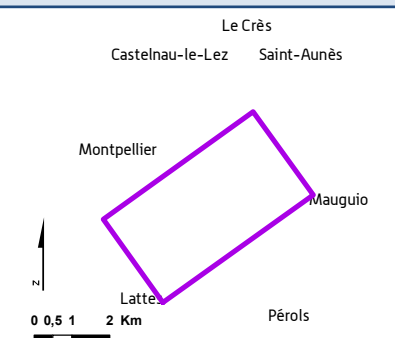 Le Crès
Castelnau-le-Lez Saint-Aunès
Montpellier
Mauguio
N
Lattes
0 0,5 1 2 Km
Pérols